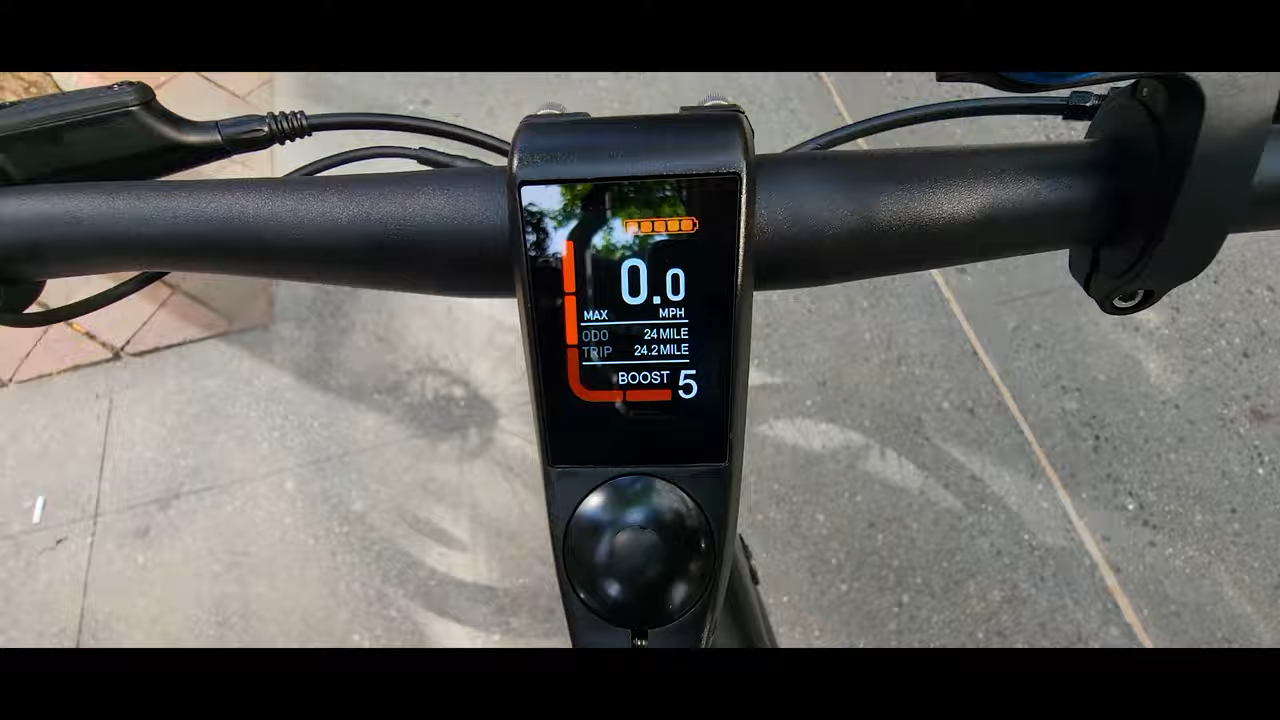 0.0
MAX MPH
ODO 24 MILE
TRIP 24.2 MILE
BOOST 5